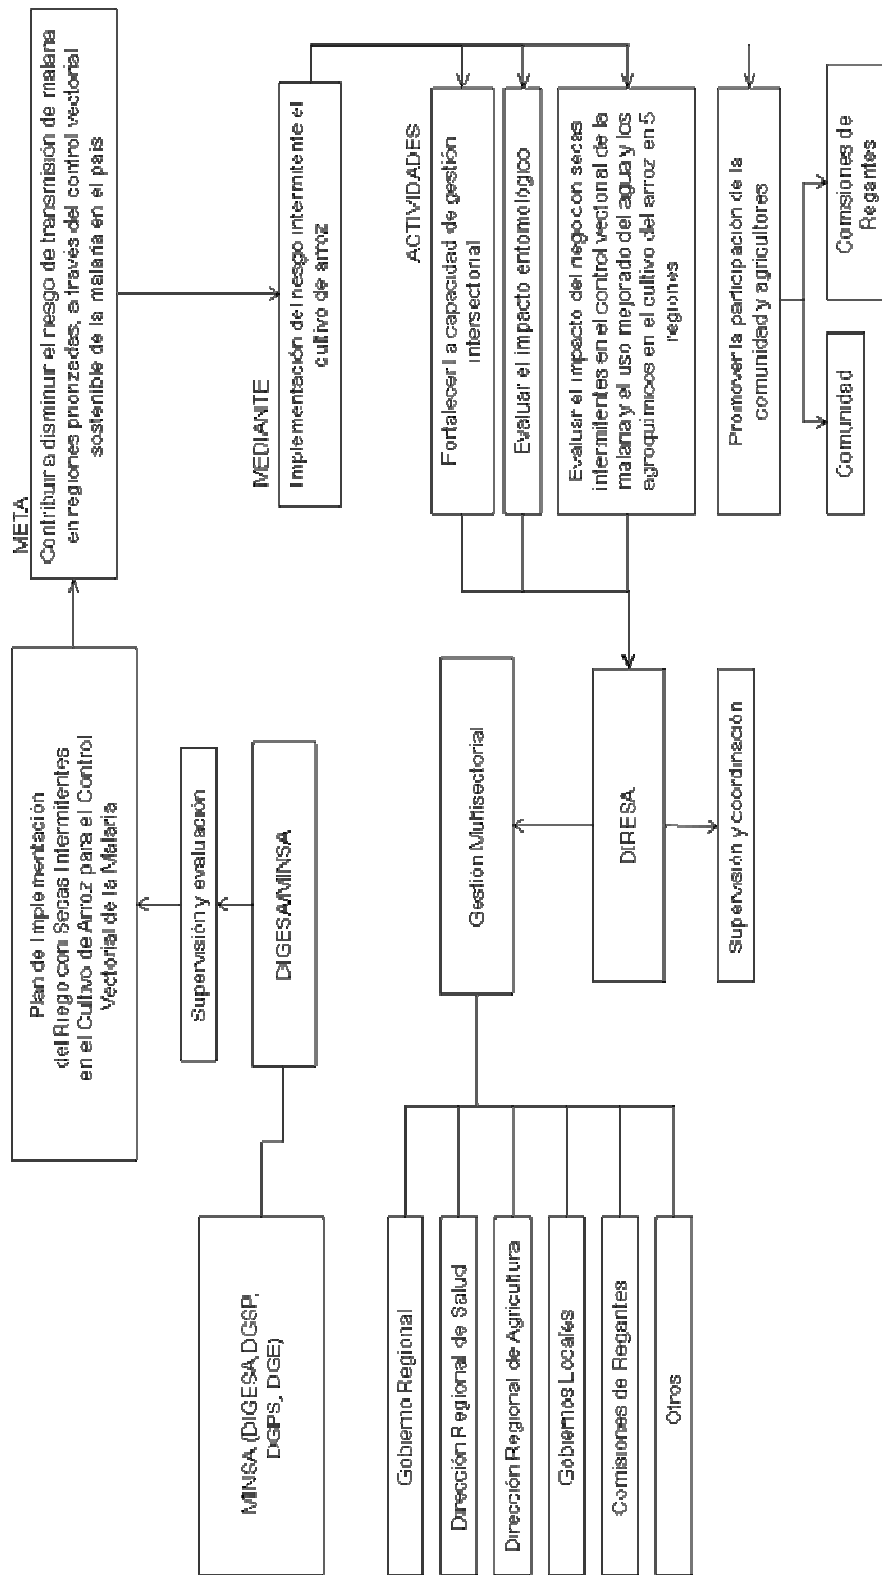 Plan de Implementación
del Riego con Secas Intermitentes
en el Cultivo de Arroz para el Control
Vectorial de la Malaria
META
Contribuir a disminuir el riesgo de transmisión de malaria
en regiones priorizadas, a través del control vectorial
sostenible de la malaria en el país
Supervisión y evaluación
MINSA (DIGESA, DGSP,
DGPS, DGE)
DIGESA/MINSA
MEDIANTE
Implementación del riesgo intermitente el
cultivo de arroz
Gobierno Regional
Dirección Regional de Salud
Dirección Regional de Agricultura
Gobiernos Locales
Comisiones de Regantes
Otros
Gestión Multisectorial
DIRESA
Supervisión y coordinación
ACTIVIDADES
Fortalecer la capacidad de gestión
intersectorial
Evaluar el impacto entomológico
Evaluar el impacto del riego con secas
intermitentes en el control vectorial de la
malaria y el uso mejorado del agua y los
agroquímicos en el cultivo del arroz en 5
regiones
Promover la participación de la
comunidad y agricultores
Comunidad
Comisiones de
Regantes